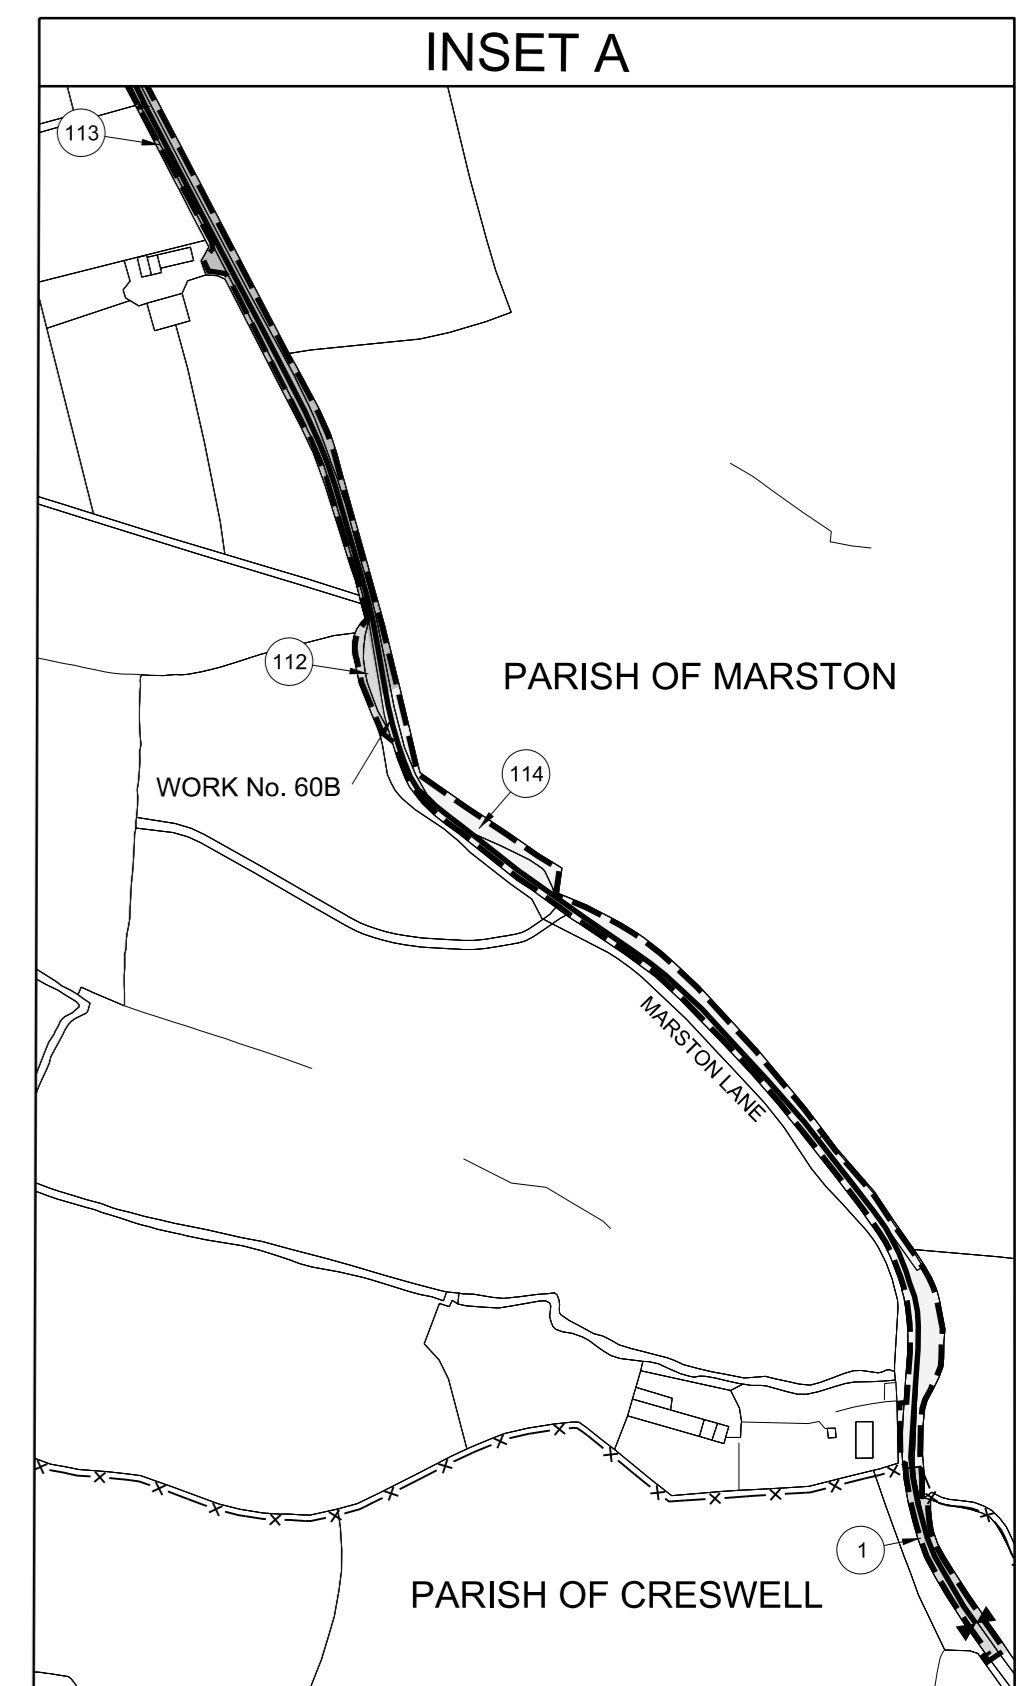 INSET A
113
PARISH OF MARSTON
112
114
WORK No. 60B
MARSTON LANE
1
PARISH OF CRESWELL